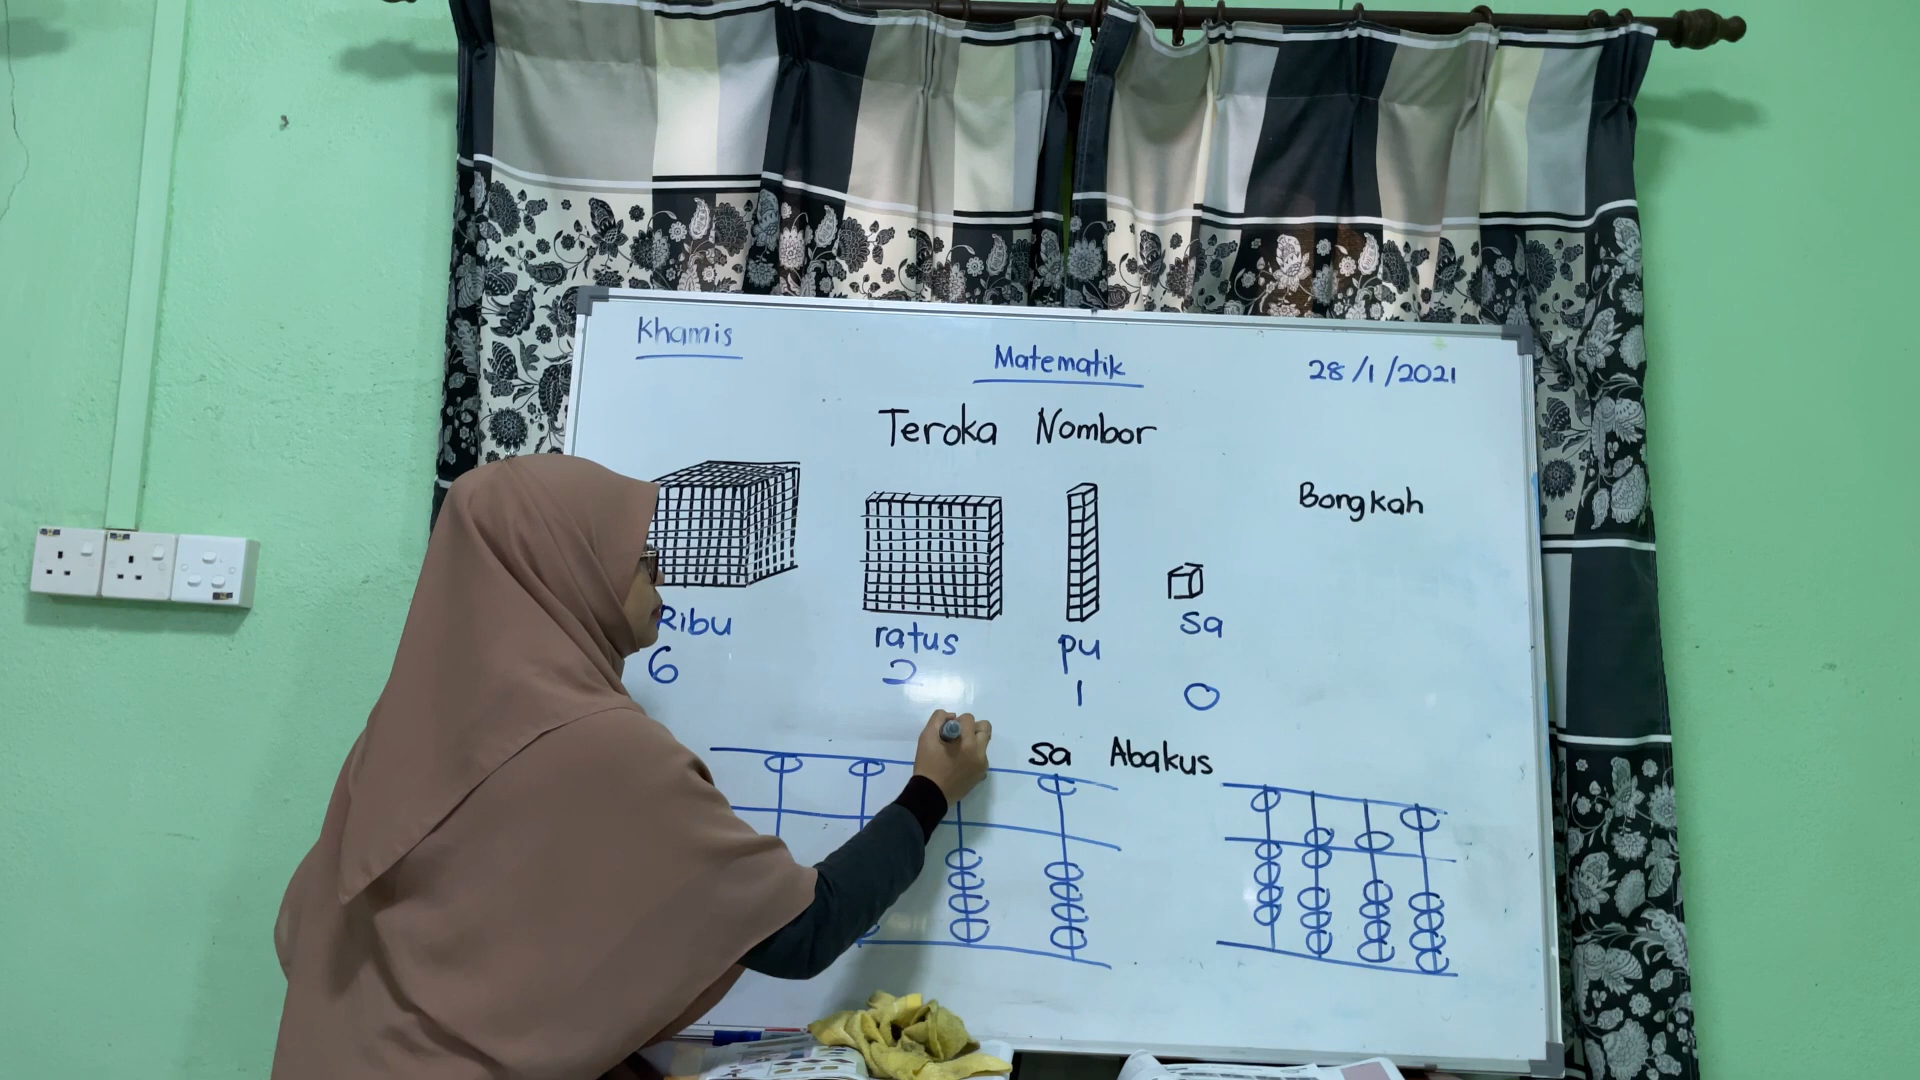 Khamis
Matematik
28/1/2021
Teroka Nombor
Bongkah
Ribu ratus pu sa
6 2 1 0
sa Abakus